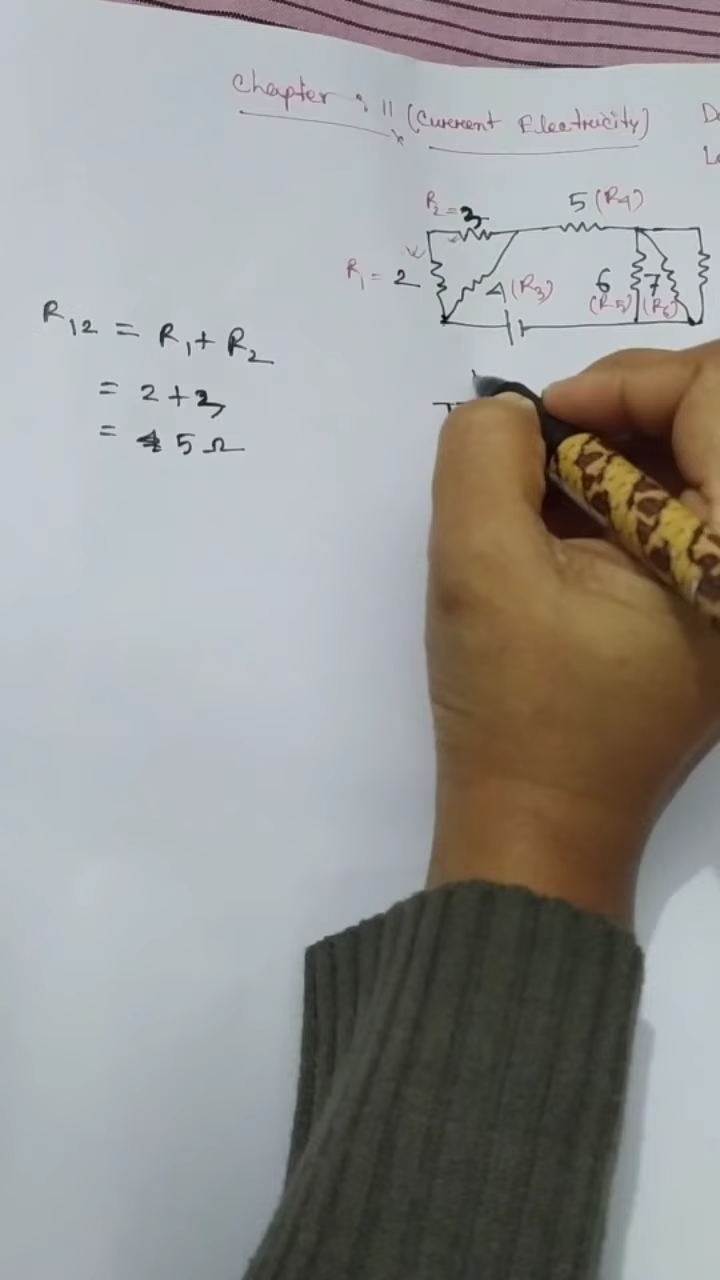 Chapter : 11 (Current Electricity)
R2 = 3
5 (R4)
R1 = 2
4 (R3)
6 (R5)
7 (R6)
R12 = R1 + R2
= 2 + 3
= 5 Ω